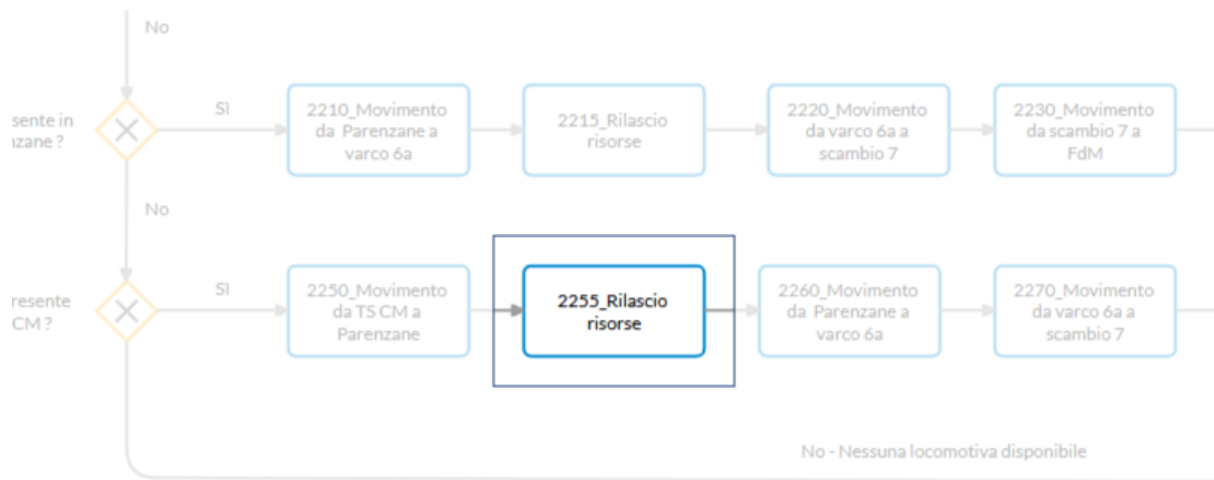 No
sente in
zane ?
Sì
2210_Movimento
da Parenzane a
varco 6a
2215_Rilascio
risorse
2220_Movimento
da varco 6a a
scambio 7
2230_Movimento
da scambio 7 a
FdM
No
resente
CM ?
Sì
2250_Movimento
da TS CM a
Parenzane
2255_Rilascio
risorse
2260_Movimento
da Parenzane a
varco 6a
2270_Movimento
da varco 6a a
scambio 7
No - Nessuna locomotiva disponibile